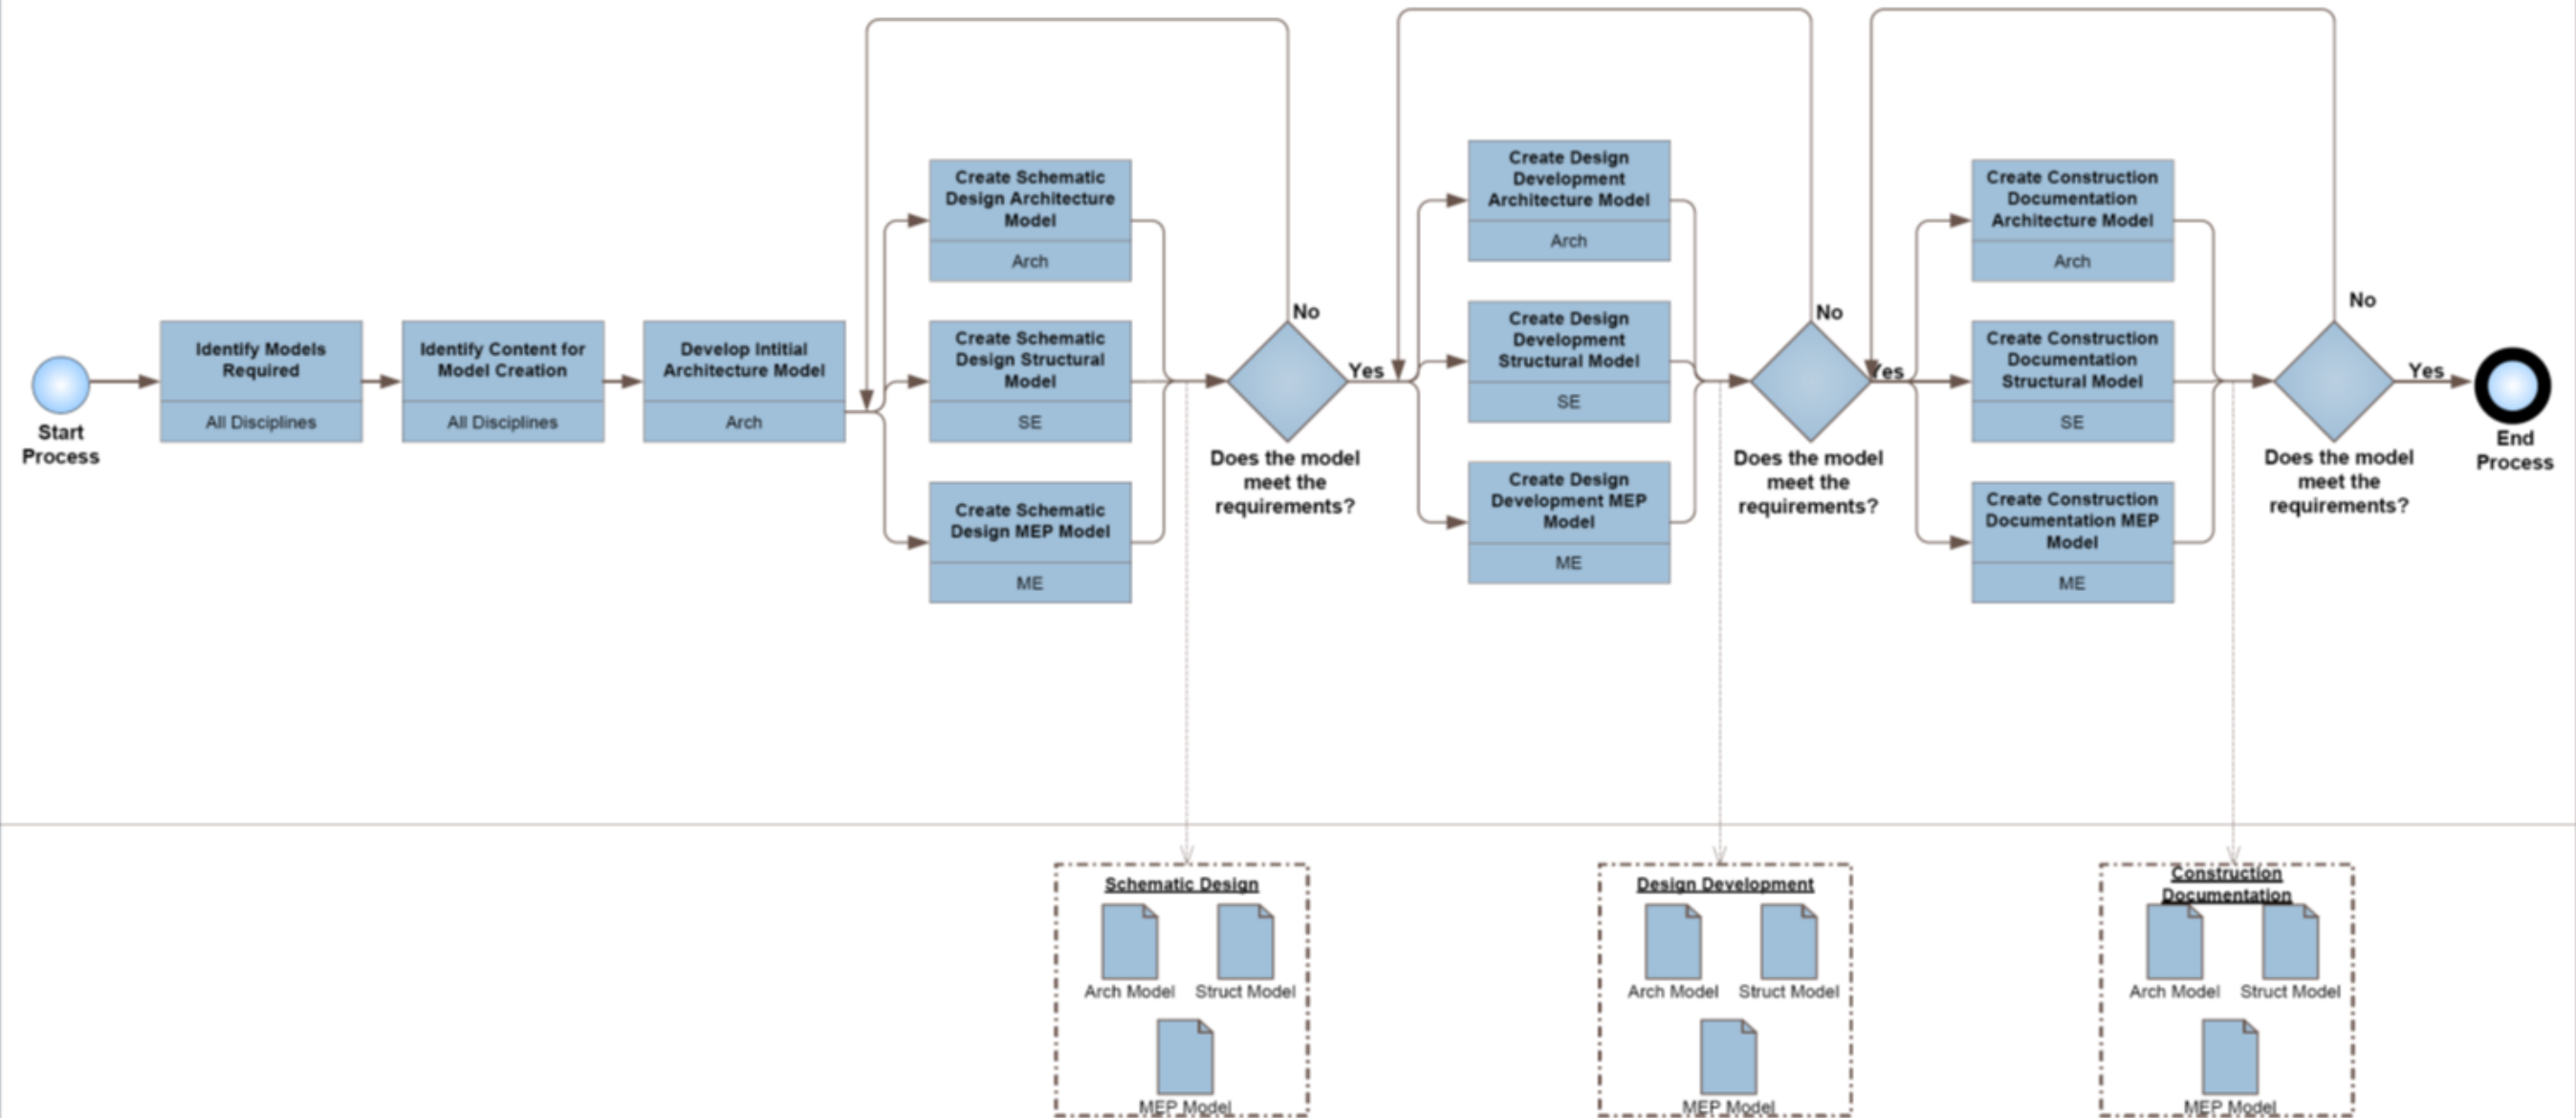 Start
Process
Identify Models
Required
All Disciplines
Identify Content for
Model Creation
All Disciplines
Develop Intitial
Architecture Model
Arch
Create Schematic
Design Architecture
Model
Arch
Create Schematic
Design Structural
Model
SE
Create Schematic
Design MEP Model
ME
No
Yes
Does the model
meet the
requirements?
Create Design
Development
Architecture Model
Arch
Create Design
Development
Structural Model
SE
Create Design
Development MEP
Model
ME
No
Yes
Does the model
meet the
requirements?
Create Construction
Documentation
Architecture Model
Arch
Create Construction
Documentation
Structural Model
SE
Create Construction
Documentation MEP
Model
ME
No
Yes
Does the model
meet the
requirements?
End
Process
Schematic Design
Arch Model
Struct Model
MEP Model
Design Development
Arch Model
Struct Model
MEP Model
Construction
Documentation
Arch Model
Struct Model
MEP Model